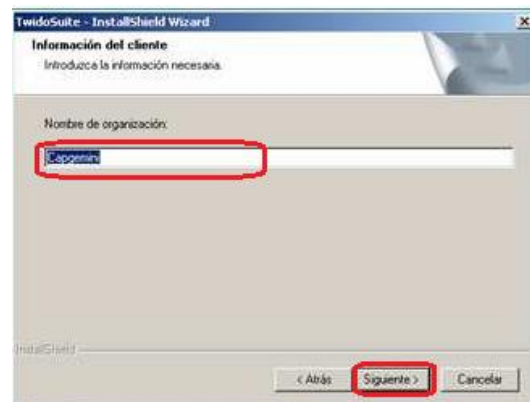 TwidoSuite - InstallShield Wizard
Información del cliente
Introduzca la información necesaria.
Nombre de organización:
Capgemini
InstallShield
< Atrás Siguiente > Cancelar